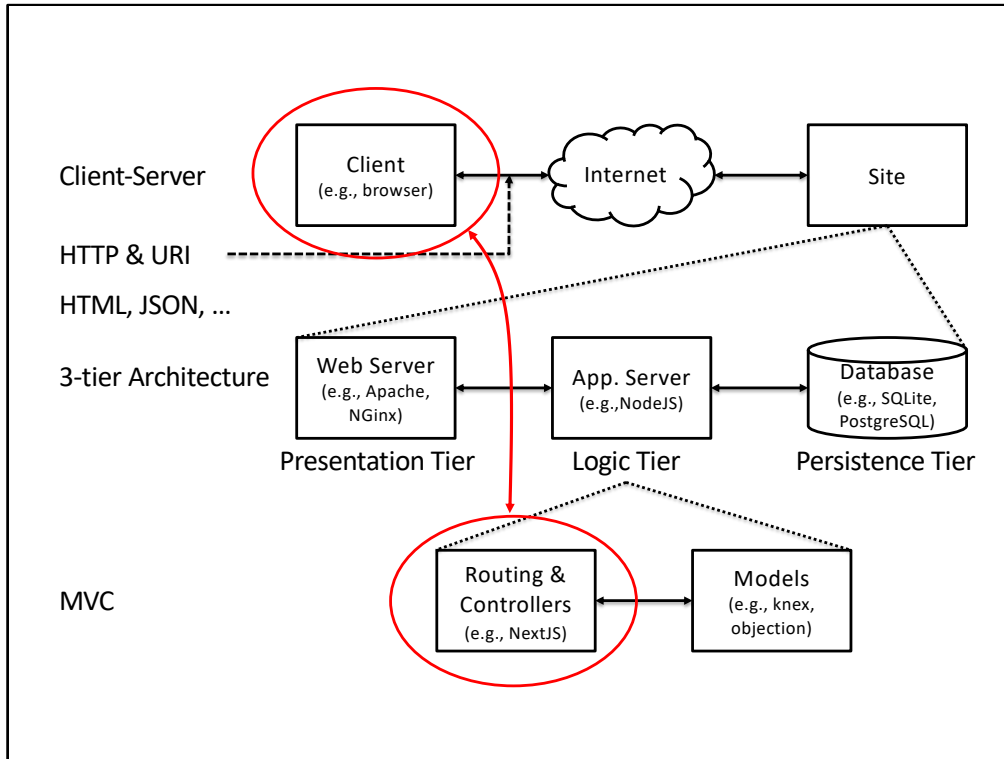 Client-Server
Client
(e.g., browser)
Internet
Site
HTTP & URI
HTML, JSON, ...
3-tier Architecture
Web Server
(e.g., Apache,
NGinx)
App. Server
(e.g.,NodeJS)
Database
(e.g., SQLite,
PostgreSQL)
Presentation Tier
Logic Tier
Persistence Tier
MVC
Routing &
Controllers
(e.g., NextJS)
Models
(e.g., knex,
objection)